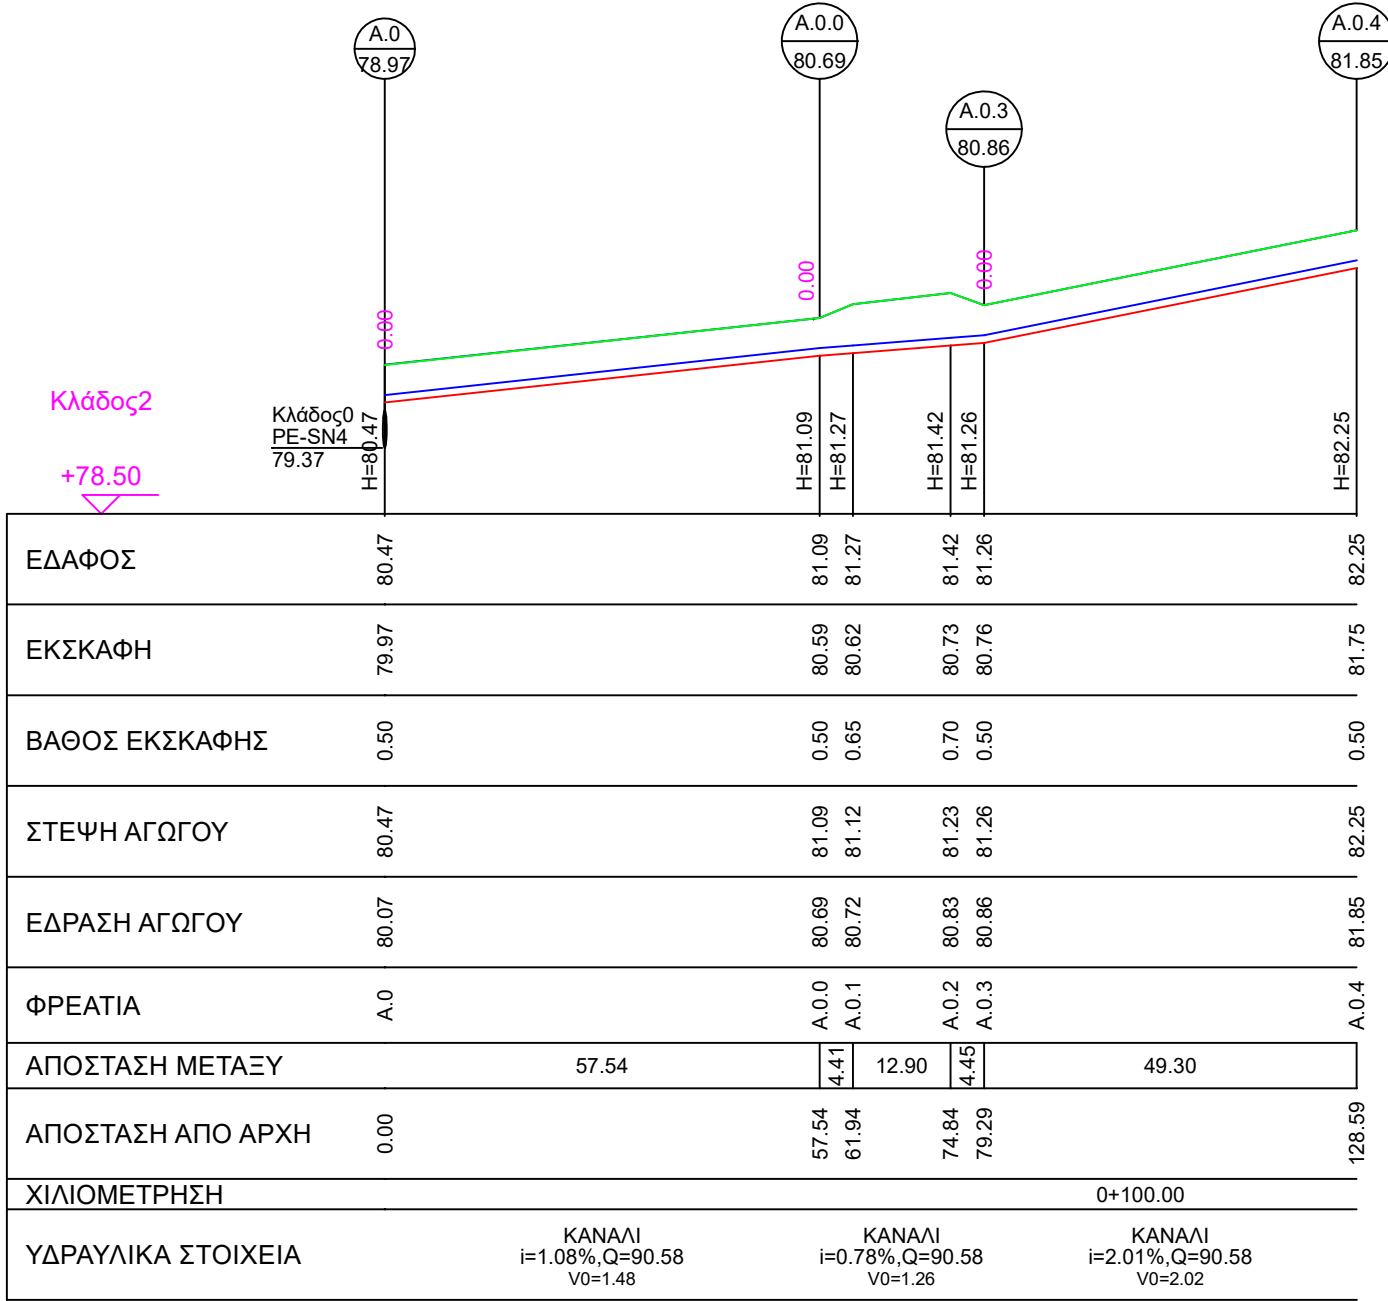 A.0
78.97
A.0.0
80.69
A.0.3
80.86
A.0.4
81.85
0.00
0.00
0.00
Κλάδος2
+78.50
Κλάδος0
PE-SN4
79.37
H=80.47
H=81.09
H=81.27
H=81.42
H=81.26
H=82.25
ΕΔΑΦΟΣ 80.47 81.09 81.27 81.42 81.26 82.25
ΕΚΣΚΑΦΗ 79.97 80.59 80.62 80.73 80.76 81.75
ΒΑΘΟΣ ΕΚΣΚΑΦΗΣ 0.50 0.50 0.65 0.70 0.50 0.50
ΣΤΕΨΗ ΑΓΩΓΟΥ 80.47 81.09 81.12 81.23 81.26 82.25
ΕΔΡΑΣΗ ΑΓΩΓΟΥ 80.07 80.69 80.72 80.83 80.86 81.85
ΦΡΕΑΤΙΑ A.0 A.0.0 A.0.1 A.0.2 A.0.3 A.0.4
ΑΠΟΣΤΑΣΗ ΜΕΤΑΞΥ 57.54 4.41 12.90 4.45 49.30
ΑΠΟΣΤΑΣΗ ΑΠΟ ΑΡΧΗ 0.00 57.54 61.94 74.84 79.29 128.59
ΧΙΛΙΟΜΕΤΡΗΣΗ 0+100.00
ΥΔΡΑΥΛΙΚΑ ΣΤΟΙΧΕΙΑ
ΚΑΝΑΛΙ
i=1.08%,Q=90.58
V0=1.48
ΚΑΝΑΛΙ
i=0.78%,Q=90.58
V0=1.26
ΚΑΝΑΛΙ
i=2.01%,Q=90.58
V0=2.02